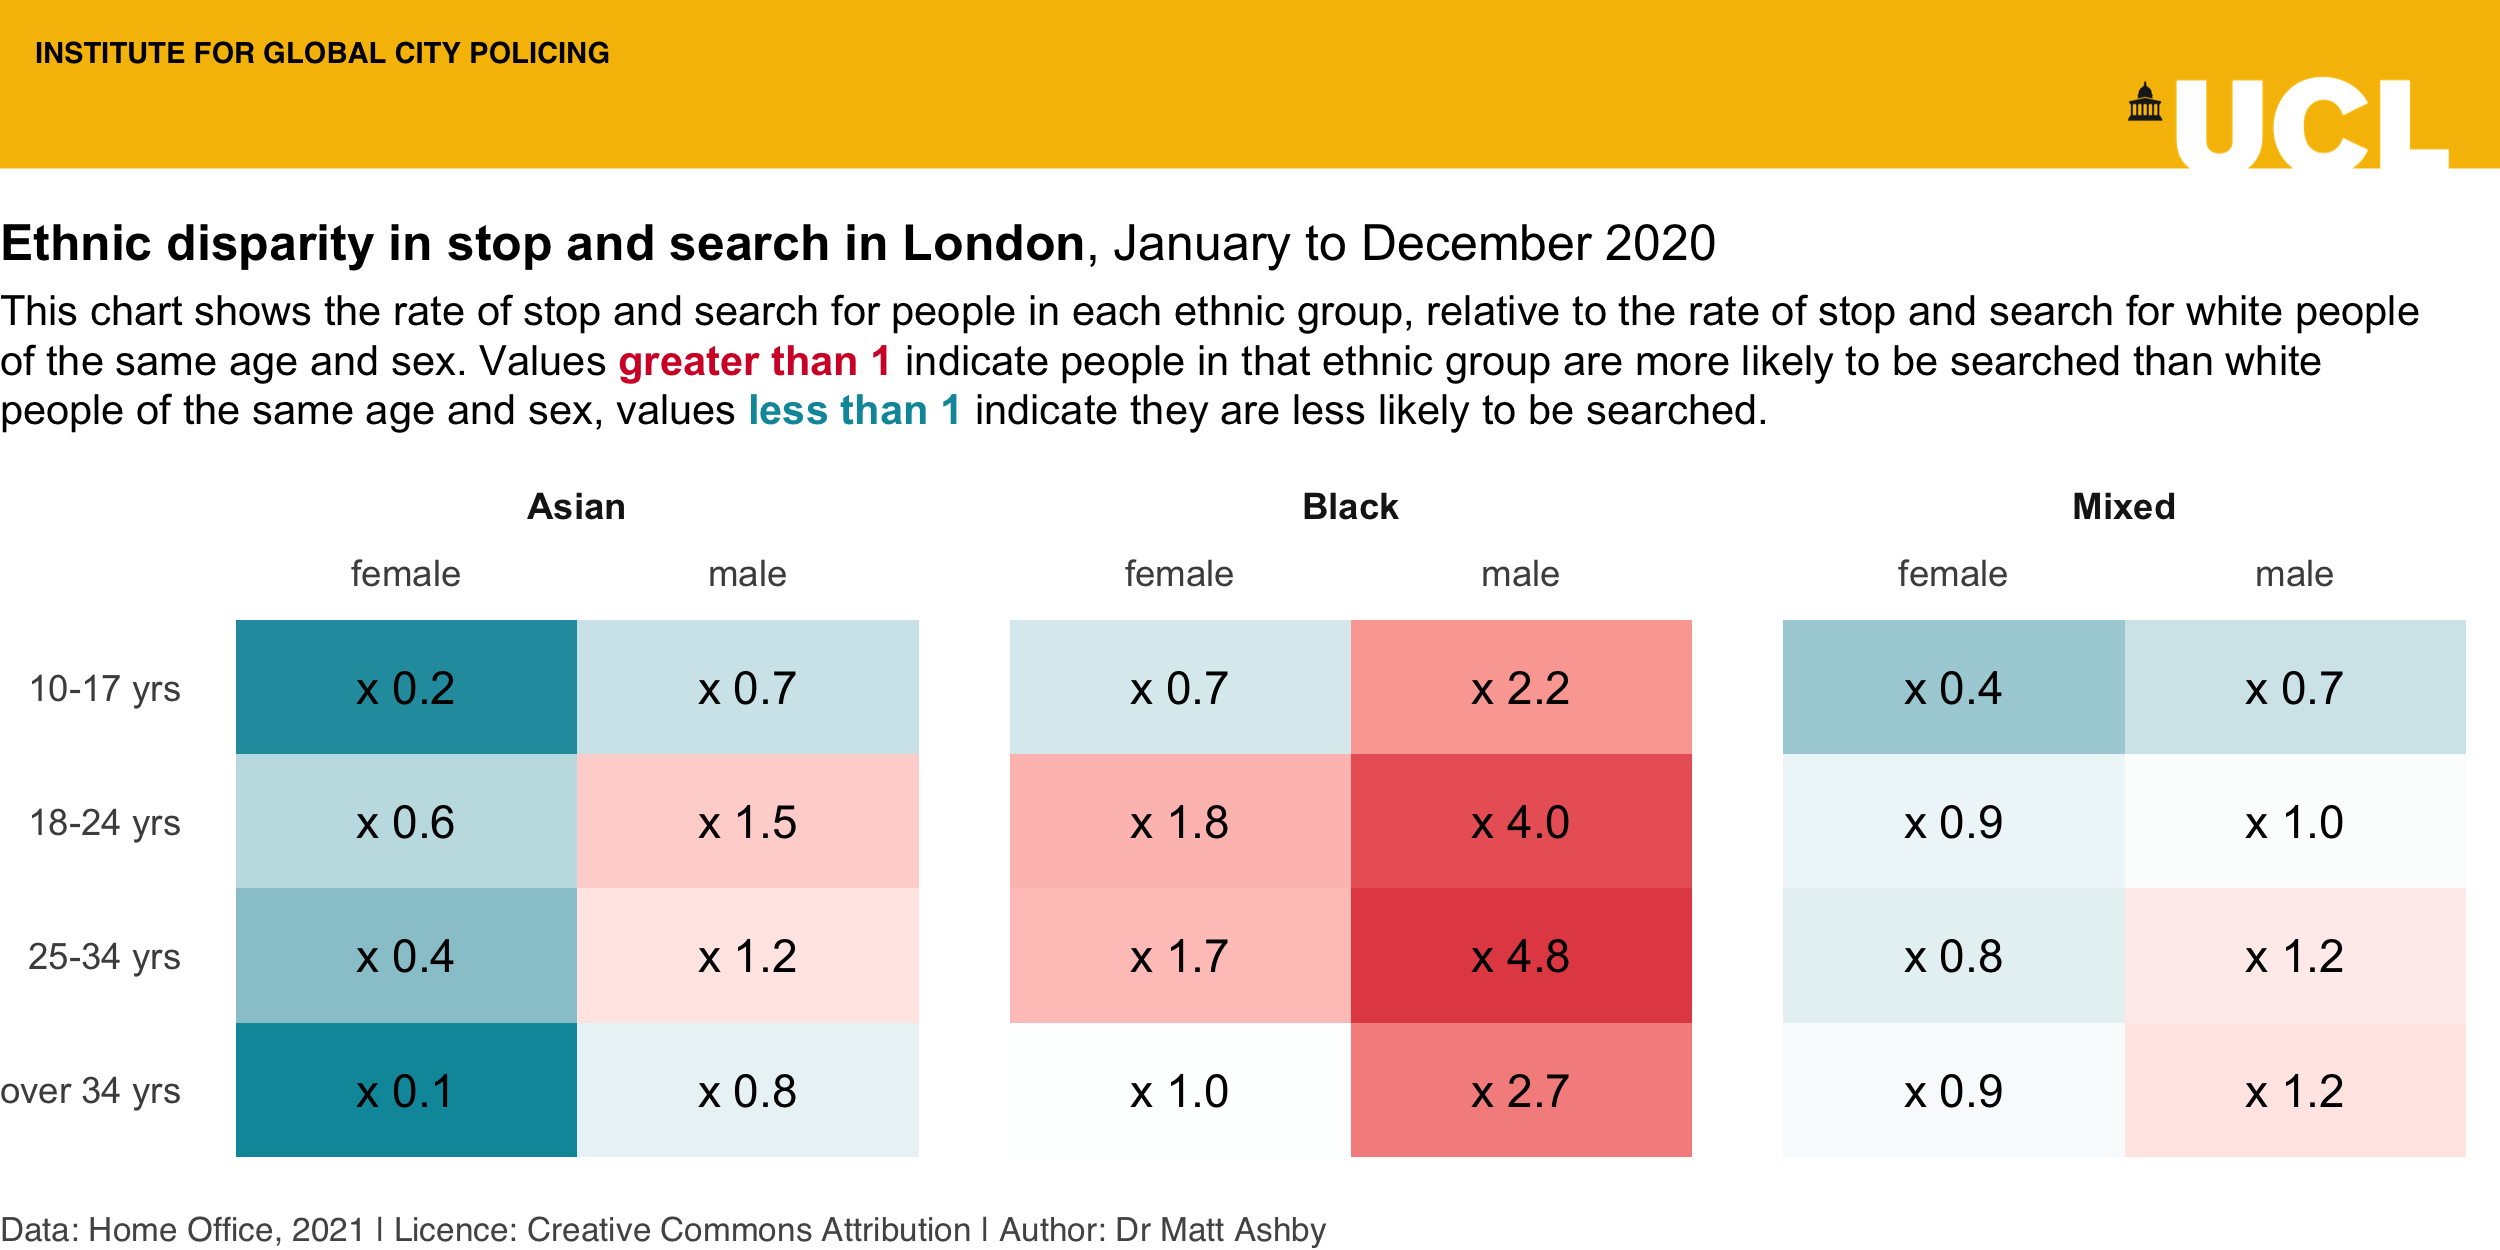 INSTITUTE FOR GLOBAL CITY POLICING
UCL
Ethnic disparity in stop and search in London, January to December 2020
This chart shows the rate of stop and search for people in each ethnic group, relative to the rate of stop and search for white people
of the same age and sex. Values greater than 1 indicate people in that ethnic group are more likely to be searched than white
people of the same age and sex, values less than 1 indicate they are less likely to be searched.
Asian Black Mixed
female male female male female male
10-17 yrs x 0.2 x 0.7 x 0.7 x 2.2 x 0.4 x 0.7
18-24 yrs x 0.6 x 1.5 x 1.8 x 4.0 x 0.9 x 1.0
25-34 yrs x 0.4 x 1.2 x 1.7 x 4.8 x 0.8 x 1.2
over 34 yrs x 0.1 x 0.8 x 1.0 x 2.7 x 0.9 x 1.2
Data: Home Office, 2021 | Licence: Creative Commons Attribution | Author: Dr Matt Ashby